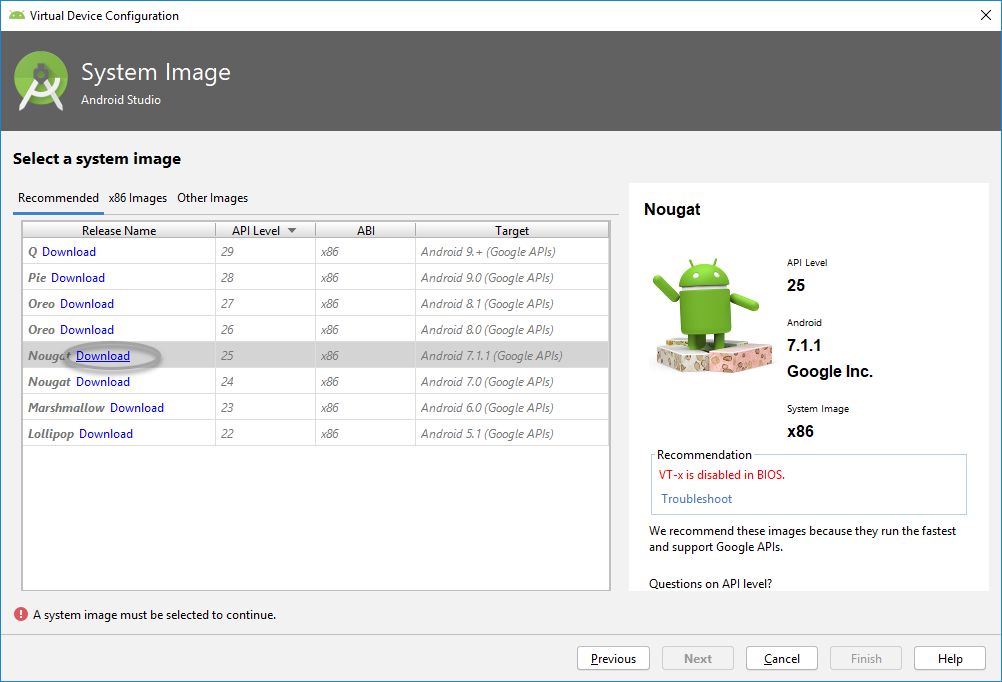 Virtual Device Configuration
System Image
Android Studio
Select a system image
Recommended x86 Images Other Images
Release Name API Level ABI Target
Q Download 29 x86 Android 9.+ (Google APIs)
Pie Download 28 x86 Android 9.0 (Google APIs)
Oreo Download 27 x86 Android 8.1 (Google APIs)
Oreo Download 26 x86 Android 8.0 (Google APIs)
Nougat Download 25 x86 Android 7.1.1 (Google APIs)
Nougat Download 24 x86 Android 7.0 (Google APIs)
Marshmallow Download 23 x86 Android 6.0 (Google APIs)
Lollipop Download 22 x86 Android 5.1 (Google APIs)
Nougat
API Level
25
Android
7.1.1
Google Inc.
System Image
x86
Recommendation
VT-x is disabled in BIOS.
Troubleshoot
We recommend these images because they run the fastest
and support Google APIs.
Questions on API level?
A system image must be selected to continue.
Previous Next Cancel Finish Help